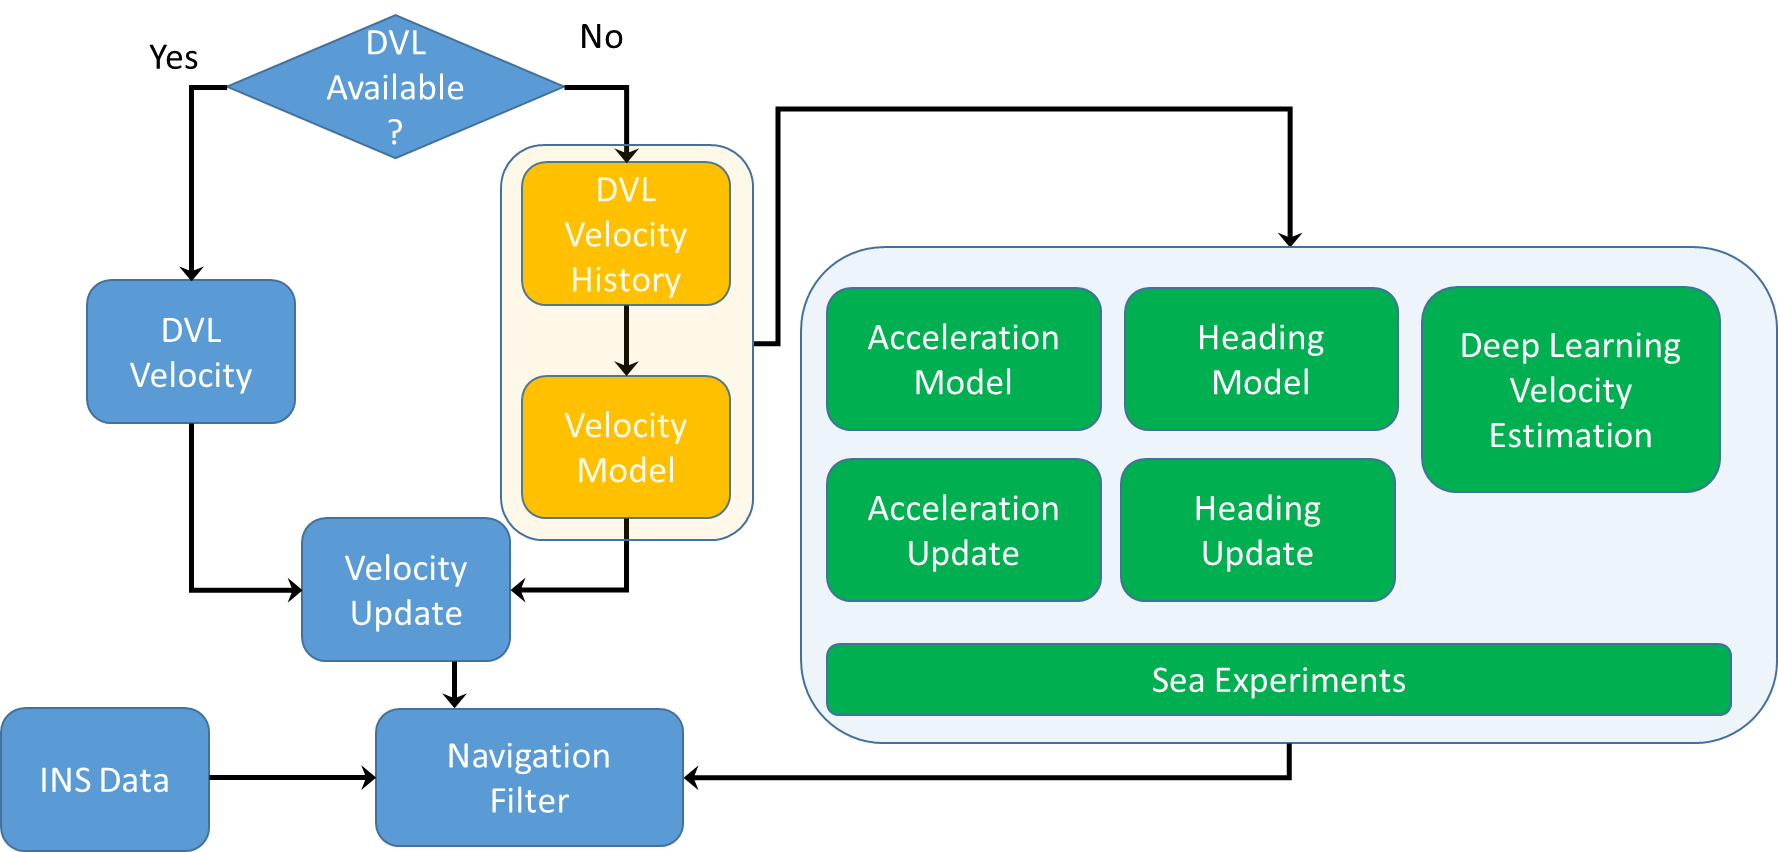 Yes
DVL
Available
?
No
DVL
Velocity
History
DVL
Velocity
Velocity
Model
Velocity
Update
INS Data
Navigation
Filter
Acceleration
Model
Heading
Model
Deep Learning
Velocity
Estimation
Acceleration
Update
Heading
Update
Sea Experiments